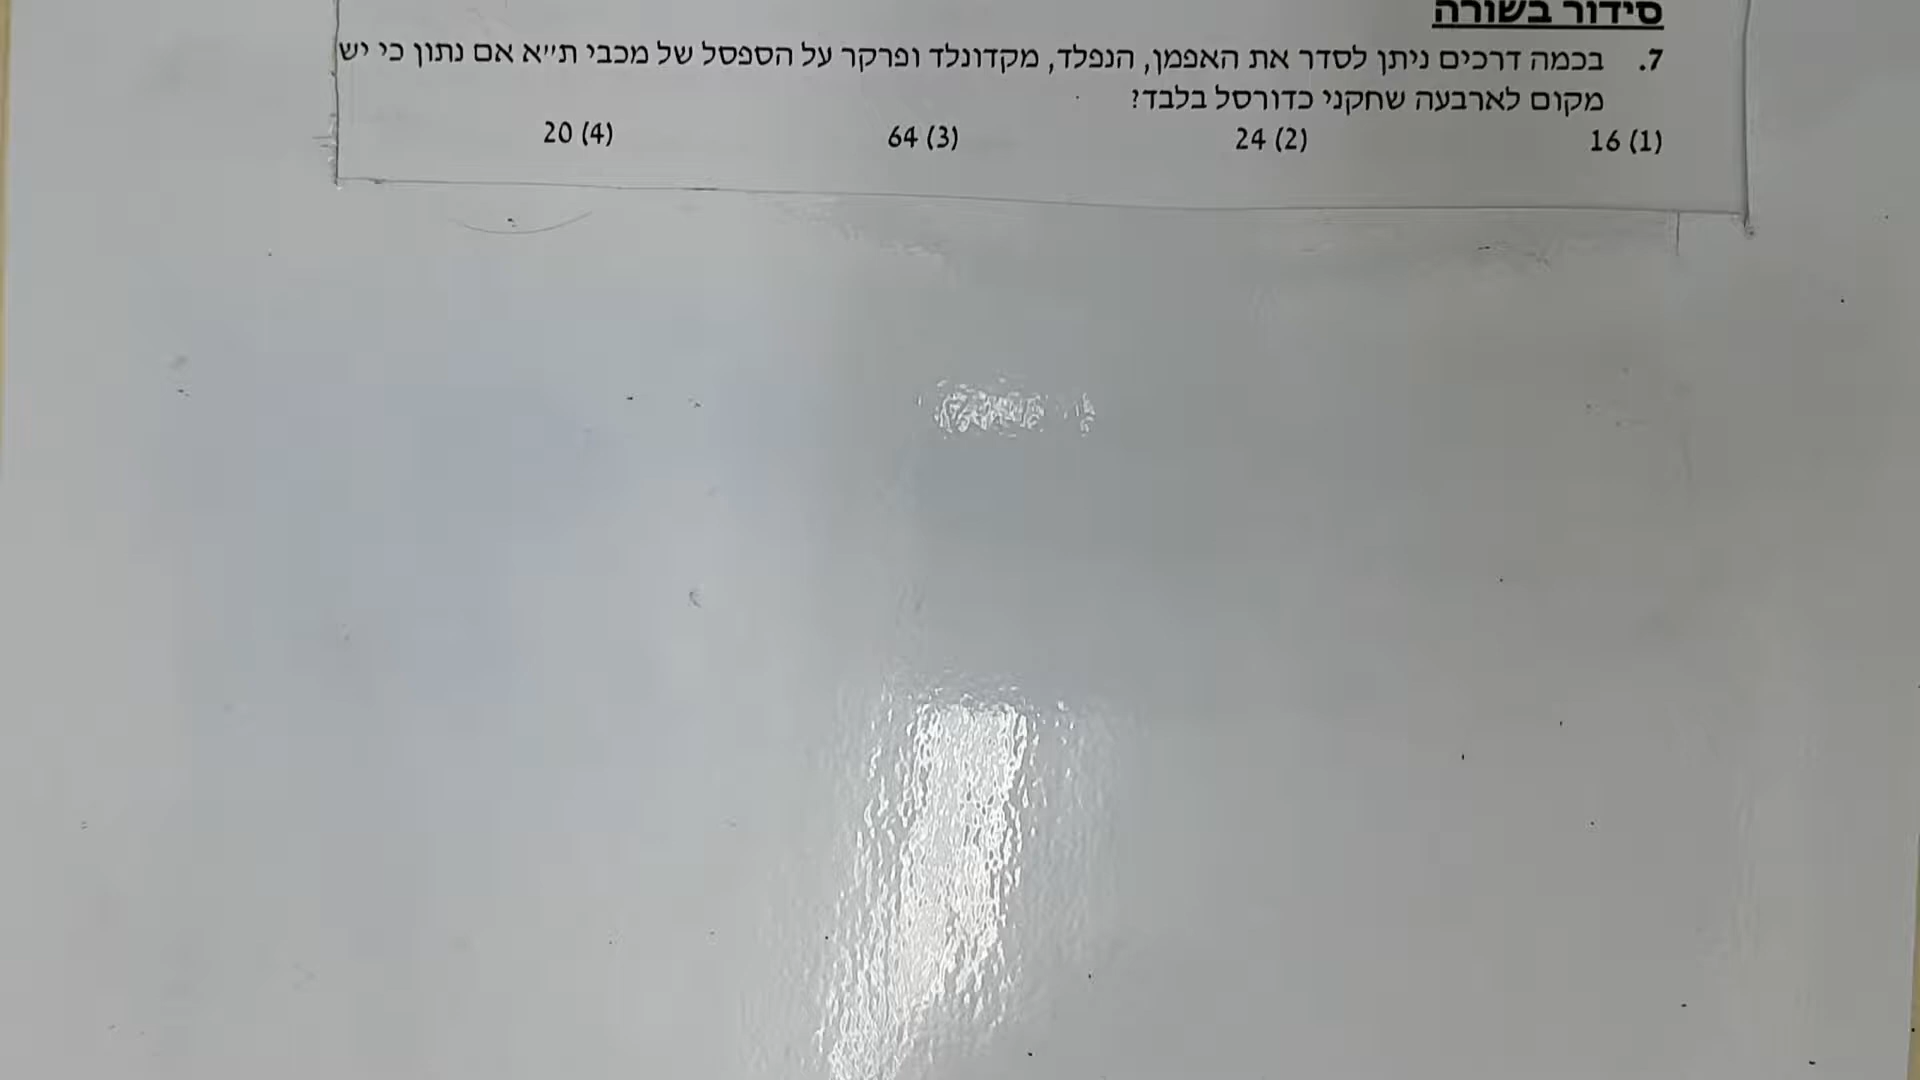 סידור בשורה
7. בכמה דרכים ניתן לסדר את האפמן, הנפלד, מקדונלד ופרקר על הספסל של מכבי ת״א אם נתון כי יש
מקום לארבעה שחקני כדורסל בלבד?
16 (1) 24 (2) 64 (3) 20 (4)